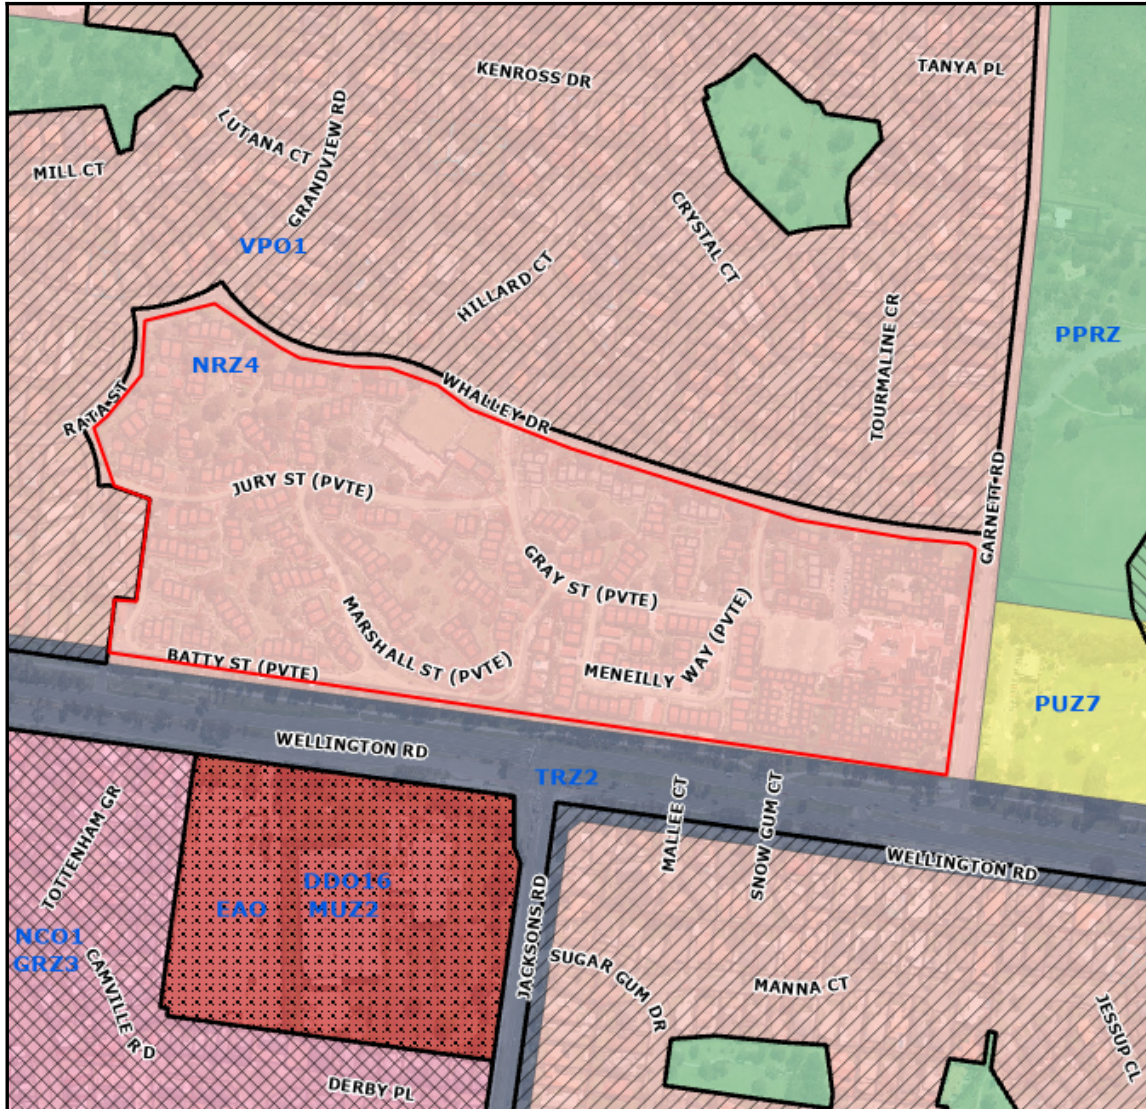 KENROSS DR
TANYA PL
LUTANA CT
GRANDVIEW RD
MILL CT
CRYSTAL CT
VPO1
HILLARD CT
TOURMALINE CR
PPRZ
NRZ4
RATA ST
WHALLEY DR
GARNETT RD
JURY ST (PVTE)
GRAY ST (PVTE)
MARSHALL ST (PVTE)
MENEILLY WAY (PVTE)
BATTY ST (PVTE)
PUZ7
WELLINGTON RD
TRZ2
MALLEE CT
SNOW GUM CT
WELLINGTON RD
TOTTENHAM GR
DDO16
EAO
MUZ2
JACKSONS RD
NCO1
GRZ3
CAMVILLE RD
SUGAR GUM DR
MANNA CT
JESSUP CL
DERBY PL